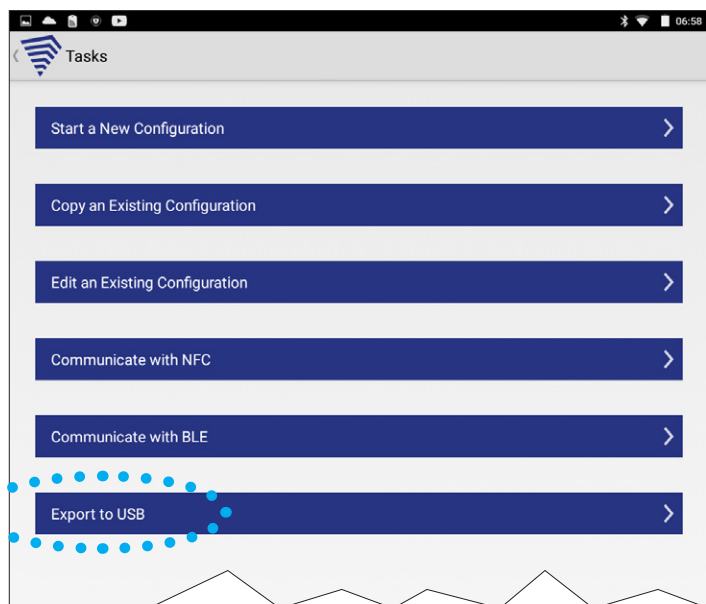 06:58
Tasks
Start a New Configuration
Copy an Existing Configuration
Edit an Existing Configuration
Communicate with NFC
Communicate with BLE
Export to USB